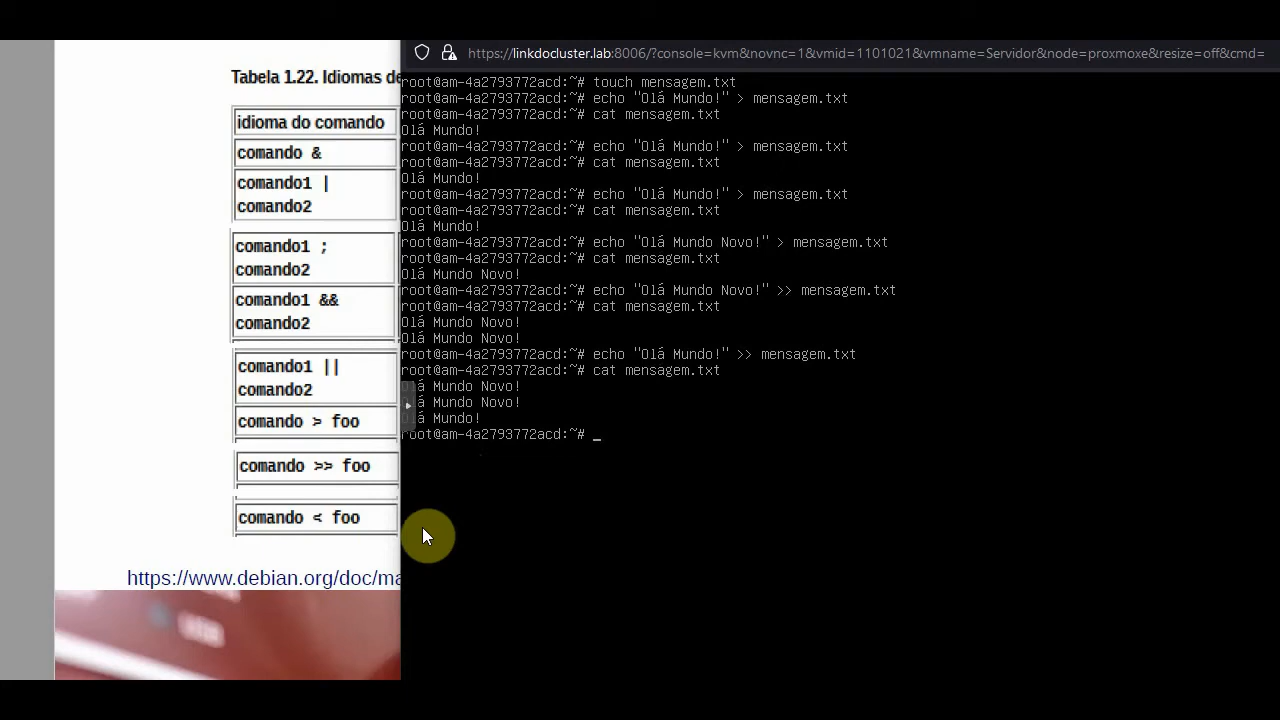 Tabela 1.22. Idiomas de
idioma do comando
comando &
comando1 |
comando2
comando1 ;
comando2
comando1 &&
comando2
comando1 ||
comando2
comando > foo
comando >> foo
comando < foo
https://www.debian.org/doc/ma
https://linkdocluster.lab:8006/?console=kvm&novnc=1&vmid=1101021&vmname=Servidor&node=proxmoxe&resize=off&cmd=
root@am-4a2793772acd:~# touch mensagem.txt
root@am-4a2793772acd:~# echo "Olá Mundo!" > mensagem.txt
root@am-4a2793772acd:~# cat mensagem.txt
Olá Mundo!
root@am-4a2793772acd:~# echo "Olá Mundo!" > mensagem.txt
root@am-4a2793772acd:~# cat mensagem.txt
Olá Mundo!
root@am-4a2793772acd:~# echo "Olá Mundo!" > mensagem.txt
root@am-4a2793772acd:~# cat mensagem.txt
Olá Mundo!
root@am-4a2793772acd:~# echo "Olá Mundo Novo!" > mensagem.txt
root@am-4a2793772acd:~# cat mensagem.txt
Olá Mundo Novo!
root@am-4a2793772acd:~# echo "Olá Mundo Novo!" >> mensagem.txt
root@am-4a2793772acd:~# cat mensagem.txt
Olá Mundo Novo!
Olá Mundo Novo!
root@am-4a2793772acd:~# echo "Olá Mundo!" >> mensagem.txt
root@am-4a2793772acd:~# cat mensagem.txt
Olá Mundo Novo!
Olá Mundo Novo!
Olá Mundo!
root@am-4a2793772acd:~# _